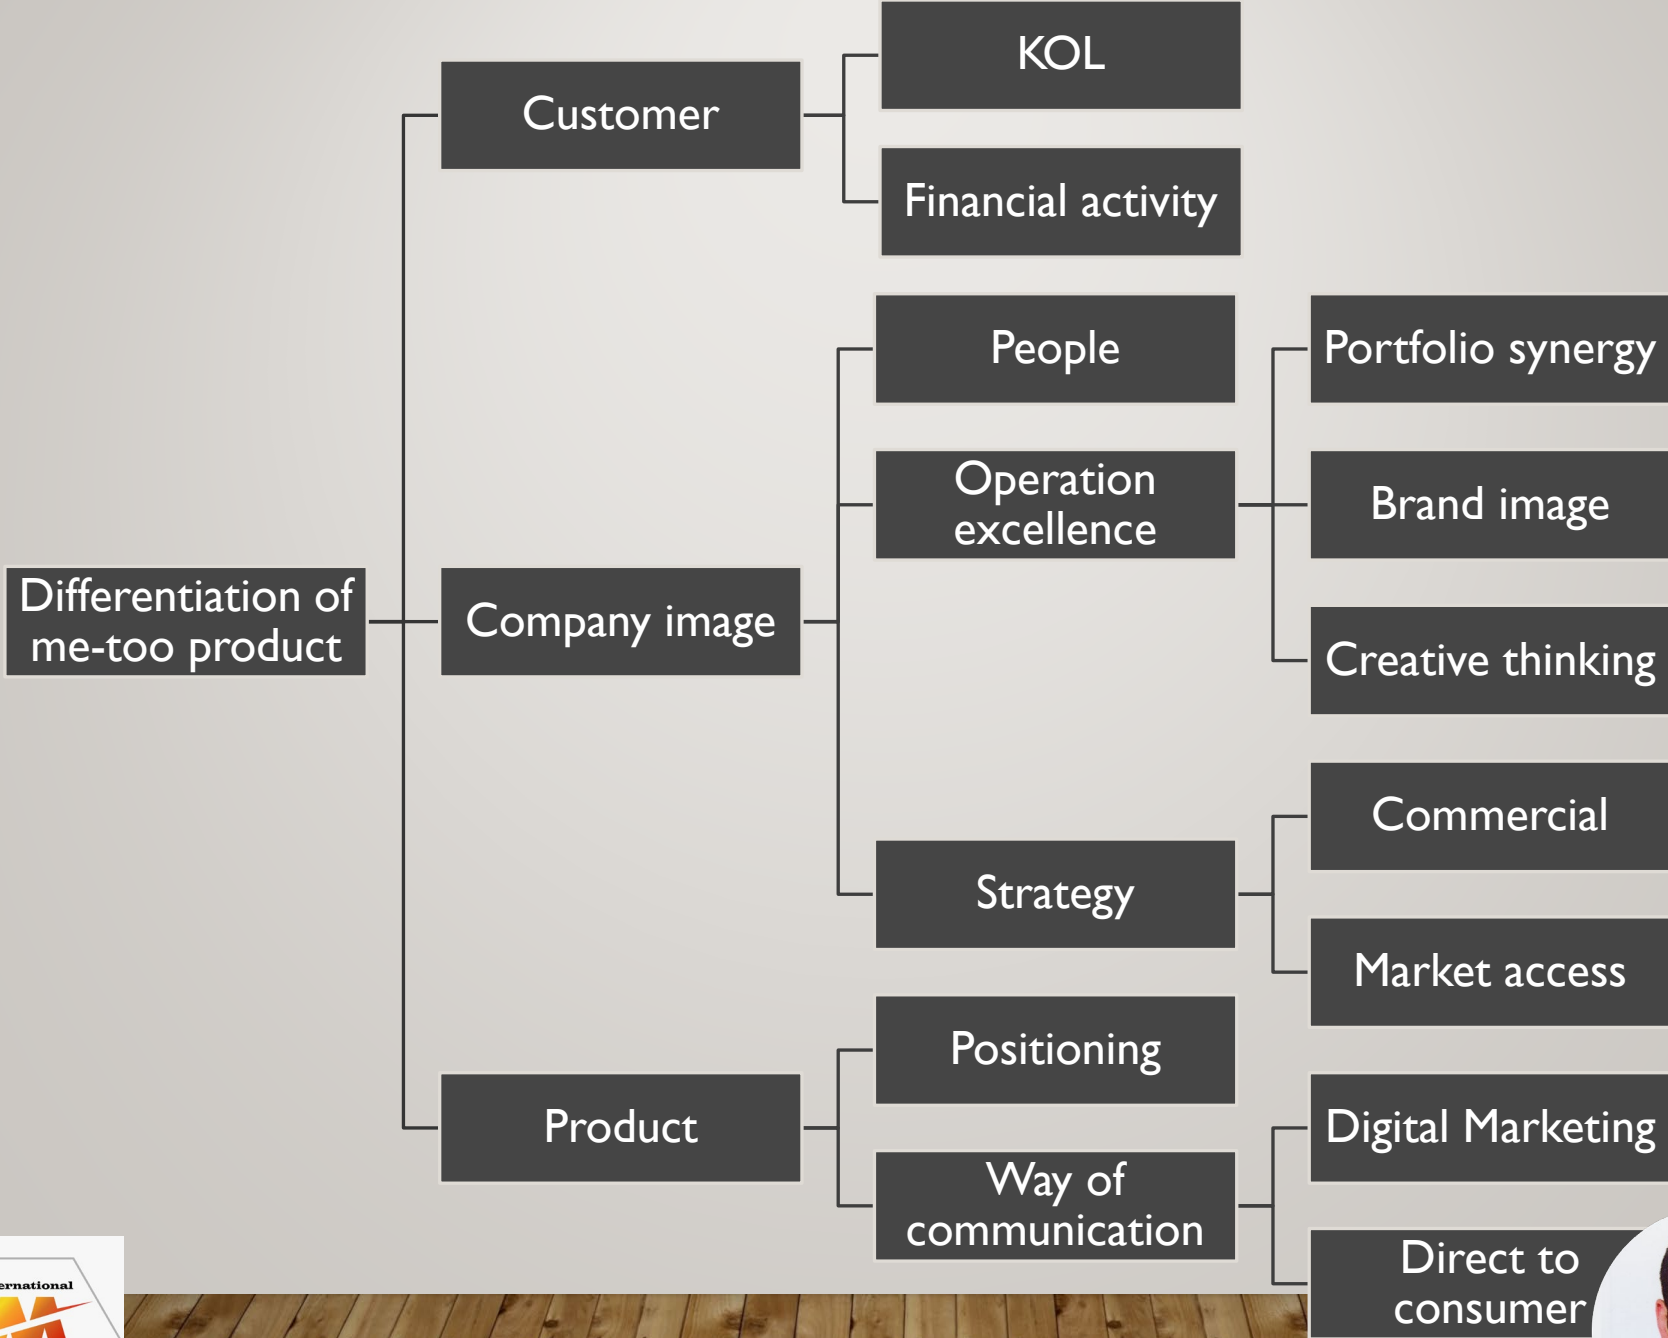 KOL
Customer
Financial activity
People
Portfolio synergy
Operation
excellence
Brand image
Differentiation of
me-too product
Company image
Creative thinking
Commercial
Strategy
Market access
Positioning
Product
Digital Marketing
Way of
communication
Direct to
consumer